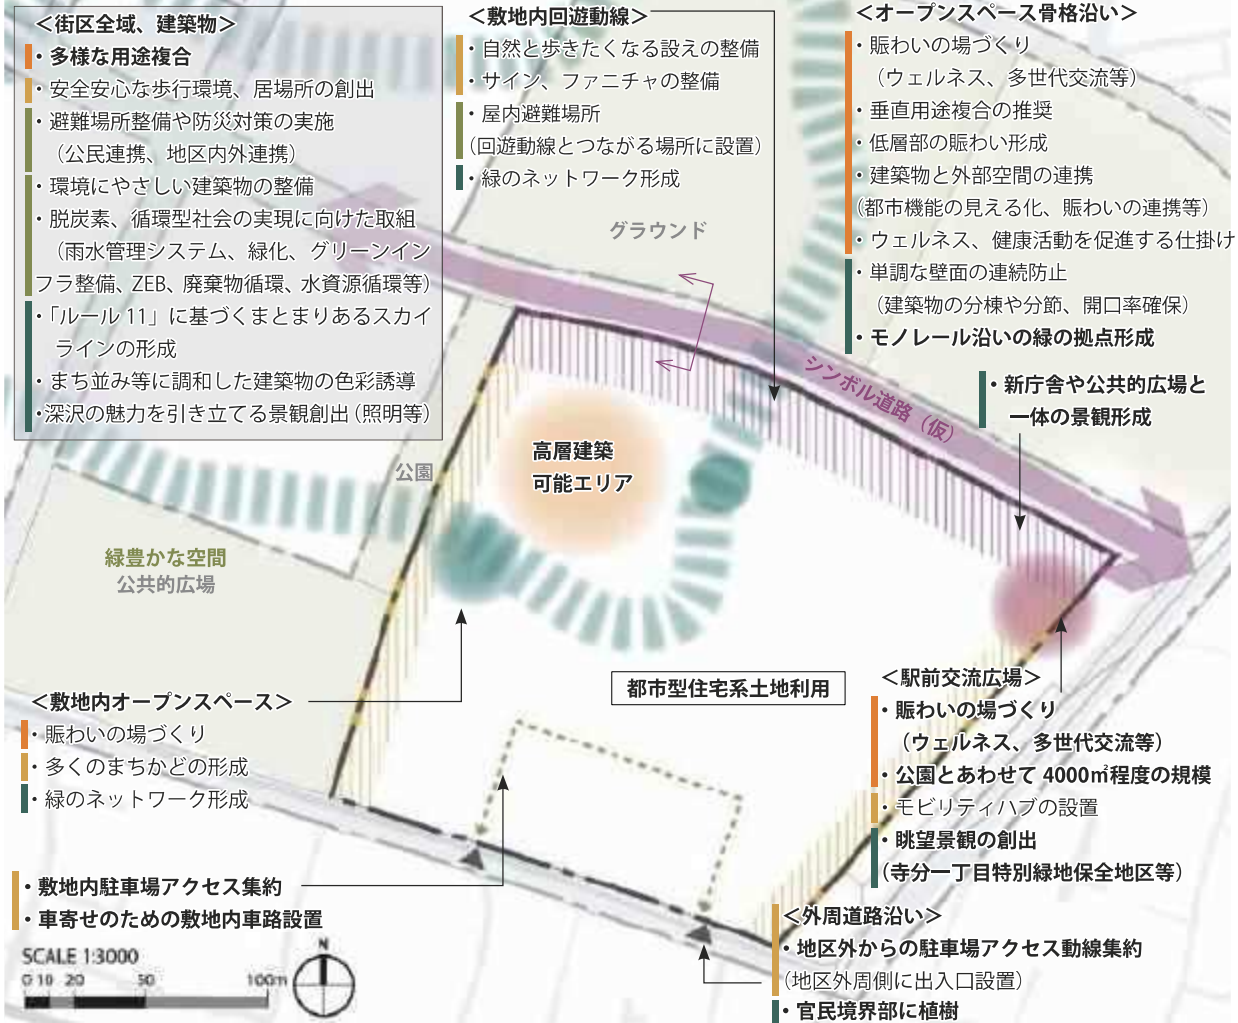 <街区全域、建築物>
・多様な用途複合
・安全安心な歩行環境、居場所の創出
・避難場所整備や防災対策の実施
(公民連携、地区内外連携)
・環境にやさしい建築物の整備
・脱炭素、循環型社会の実現に向けた取組
(雨水管理システム、緑化、グリーンイン
フラ整備、ZEB、廃棄物循環、水資源循環等)
・「ルール 11」に基づくまとまりあるスカイ
ラインの形成
・まち並み等に調和した建築物の色彩誘導
・深沢の魅力を引き立てる景観創出(照明等)
<敷地内回遊動線>
・自然と歩きたくなる設えの整備
・サイン、ファニチャの整備
・屋内避難場所
(回遊動線とつながる場所に設置)
・緑のネットワーク形成
<オープンスペース骨格沿い>
・賑わいの場づくり
(ウェルネス、多世代交流等)
・垂直用途複合の推奨
・低層部の賑わい形成
・建築物と外部空間の連携
(都市機能の見える化、賑わいの連携等)
・ウェルネス、健康活動を促進する仕掛け
・単調な壁面の連続防止
(建築物の分棟や分節、開口率確保)
・モノレール沿いの緑の拠点形成
グラウンド
シンボル道路(仮)
・新庁舎や公共的広場と
一体の景観形成
高層建築
可能エリア
公園
緑豊かな空間
公共的広場
都市型住宅系土地利用
<敷地内オープンスペース>
・賑わいの場づくり
・多くのまちかどの形成
・緑のネットワーク形成
<駅前交流広場>
・賑わいの場づくり
(ウェルネス、多世代交流等)
・公園とあわせて 4000㎡程度の規模
・モビリティハブの設置
・眺望景観の創出
(寺分一丁目特別緑地保全地区等)
・敷地内駐車場アクセス集約
・車寄せのための敷地内車路設置
<外周道路沿い>
・地区外からの駐車場アクセス動線集約
(地区外周側に出入口設置)
・官民境界部に植樹
SCALE 1:3000
0 10 20 50 100m
N